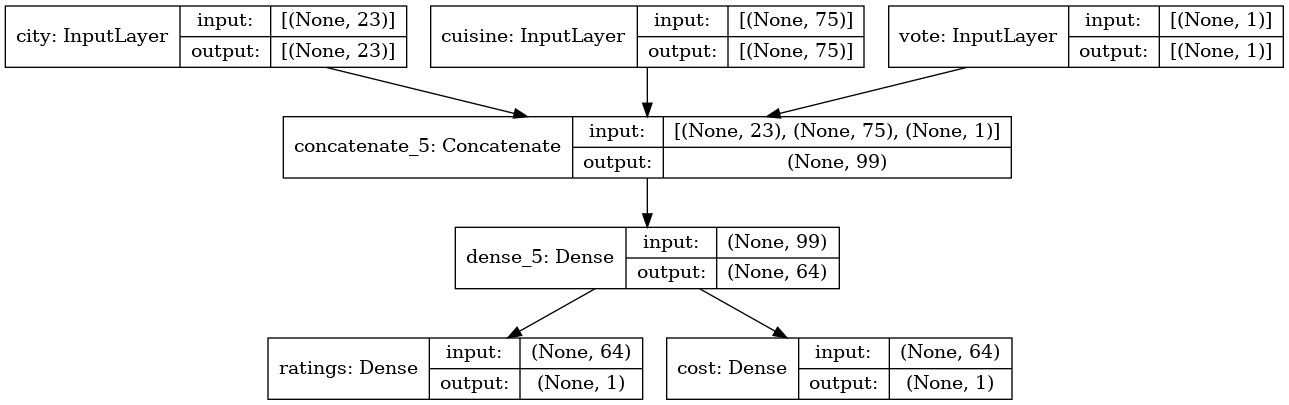 city: InputLayer
input:
[(None, 23)]
output:
[(None, 23)]
cuisine: InputLayer
input:
[(None, 75)]
output:
[(None, 75)]
vote: InputLayer
input:
[(None, 1)]
output:
[(None, 1)]
concatenate_5: Concatenate
input:
[(None, 23), (None, 75), (None, 1)]
output:
(None, 99)
dense_5: Dense
input:
(None, 99)
output:
(None, 64)
ratings: Dense
input:
(None, 64)
output:
(None, 1)
cost: Dense
input:
(None, 64)
output:
(None, 1)